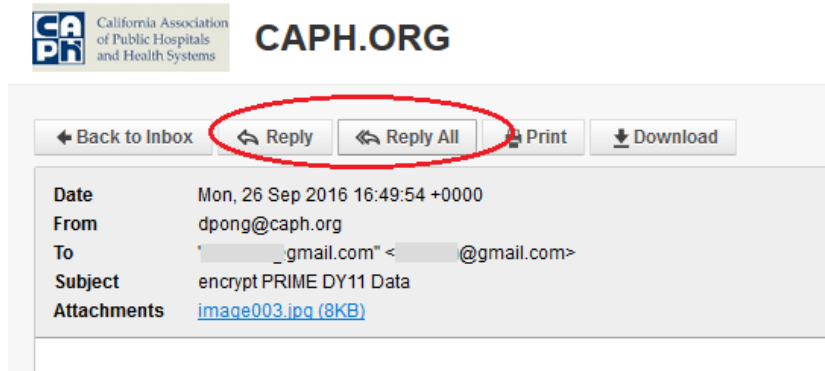 California Association
of Public Hospitals
and Health Systems
CAPH
CAPH.ORG
Back to Inbox Reply Reply All Print Download
Date Mon, 26 Sep 2016 16:49:54 +0000
From dpong@caph.org
To " _gmail.com" < @gmail.com>
Subject encrypt PRIME DY11 Data
Attachments image003.jpg (8KB)